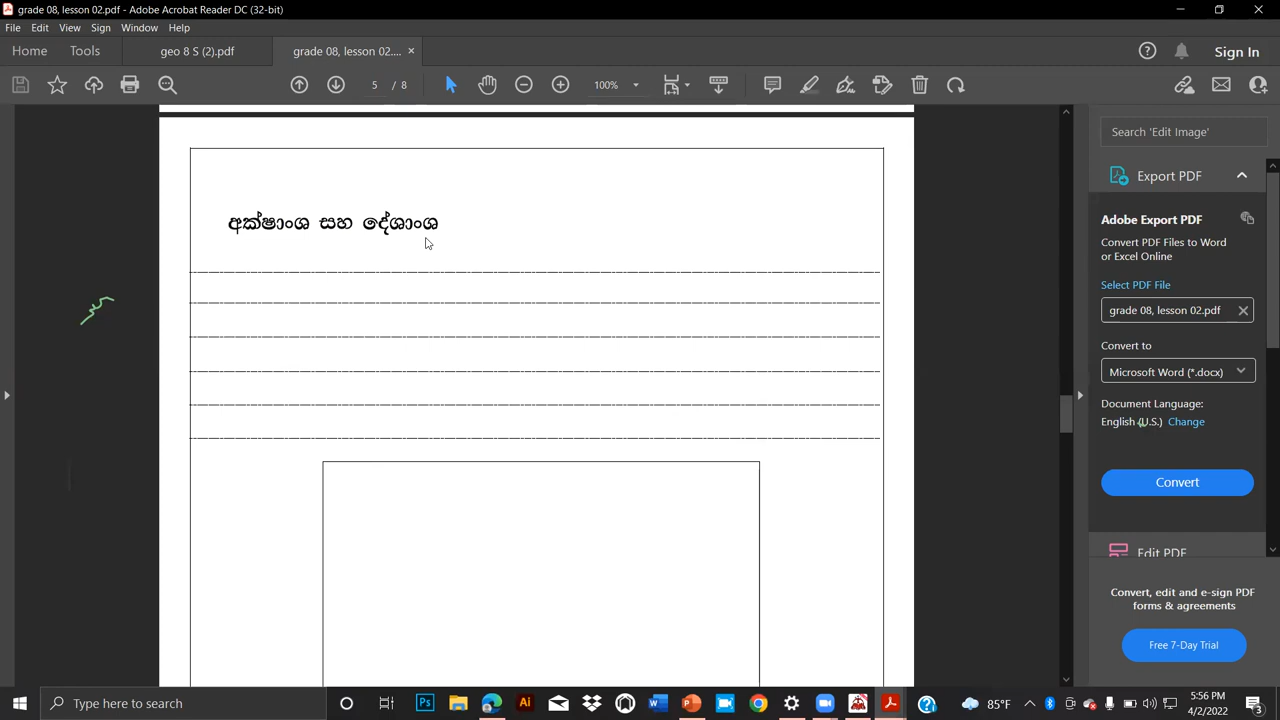 grade 08, lesson 02.pdf - Adobe Acrobat Reader DC (32-bit)
File Edit View Sign Window Help
Home Tools geo 8 S (2).pdf grade 08, lesson 02.... × Sign In
5 / 8 100%
Search 'Edit Image'
Export PDF
Adobe Export PDF
Convert PDF Files to Word
or Excel Online
Select PDF File
grade 08, lesson 02.pdf
Convert to
Microsoft Word (*.docx)
Document Language:
English (U.S.) Change
Convert
Edit PDF
Convert, edit and e-sign PDF
forms & agreements
Free 7-Day Trial
අක්ෂාංශ සහ දේශාංශ
Type here to search
85°F
5:56 PM
4/2/2022
3